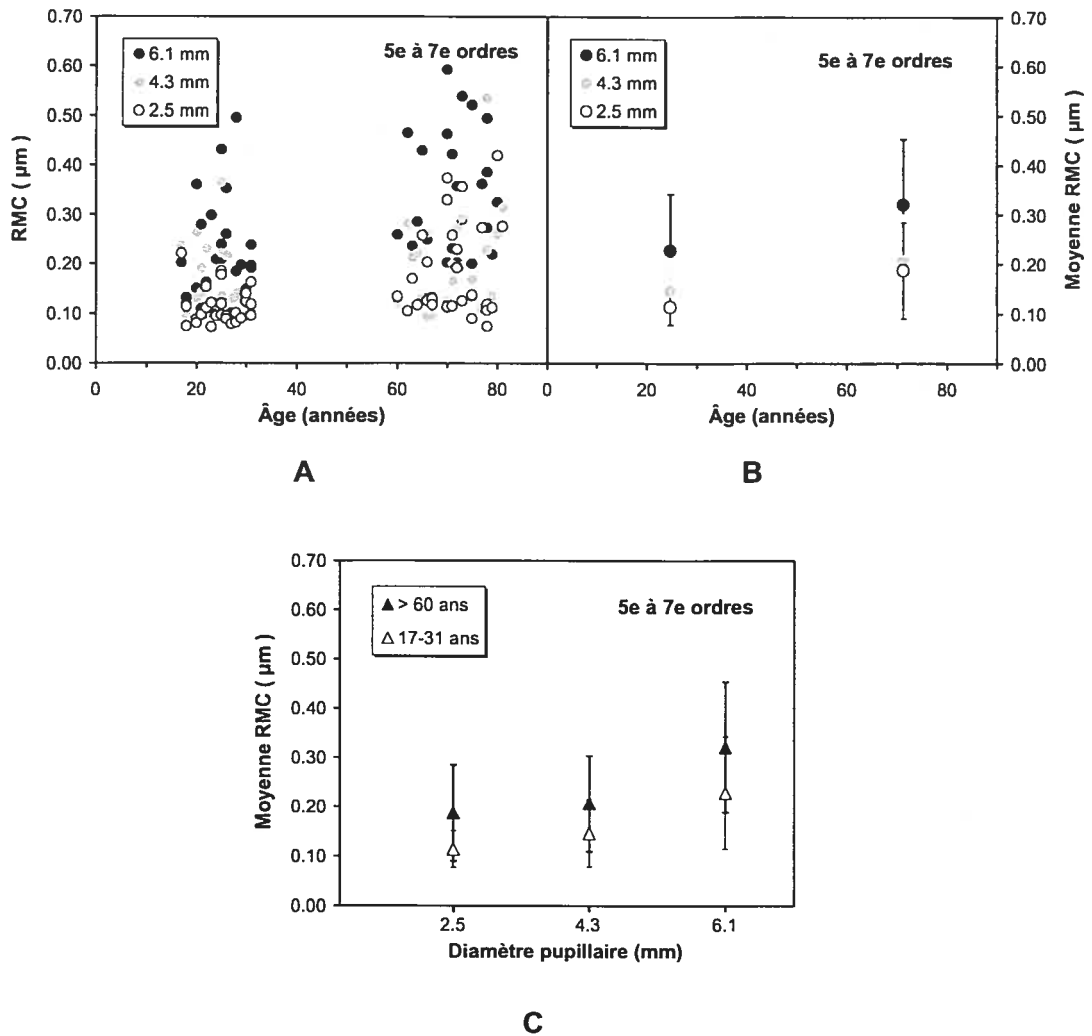 0.70
0.60
0.50
0.40
0.30
0.20
0.10
0.00
RMC ( µm )
6.1 mm
4.3 mm
2.5 mm
5e à 7e ordres
0 20 40 60 80
Âge (années)
A
6.1 mm
4.3 mm
2.5 mm
5e à 7e ordres
0.70
0.60
0.50
0.40
0.30
0.20
0.10
0.00
Moyenne RMC ( µm )
0 20 40 60 80
Âge (années)
B
0.70
0.60
0.50
0.40
0.30
0.20
0.10
0.00
Moyenne RMC ( µm )
> 60 ans
17-31 ans
5e à 7e ordres
2.5 4.3 6.1
Diamètre pupillaire (mm)
C